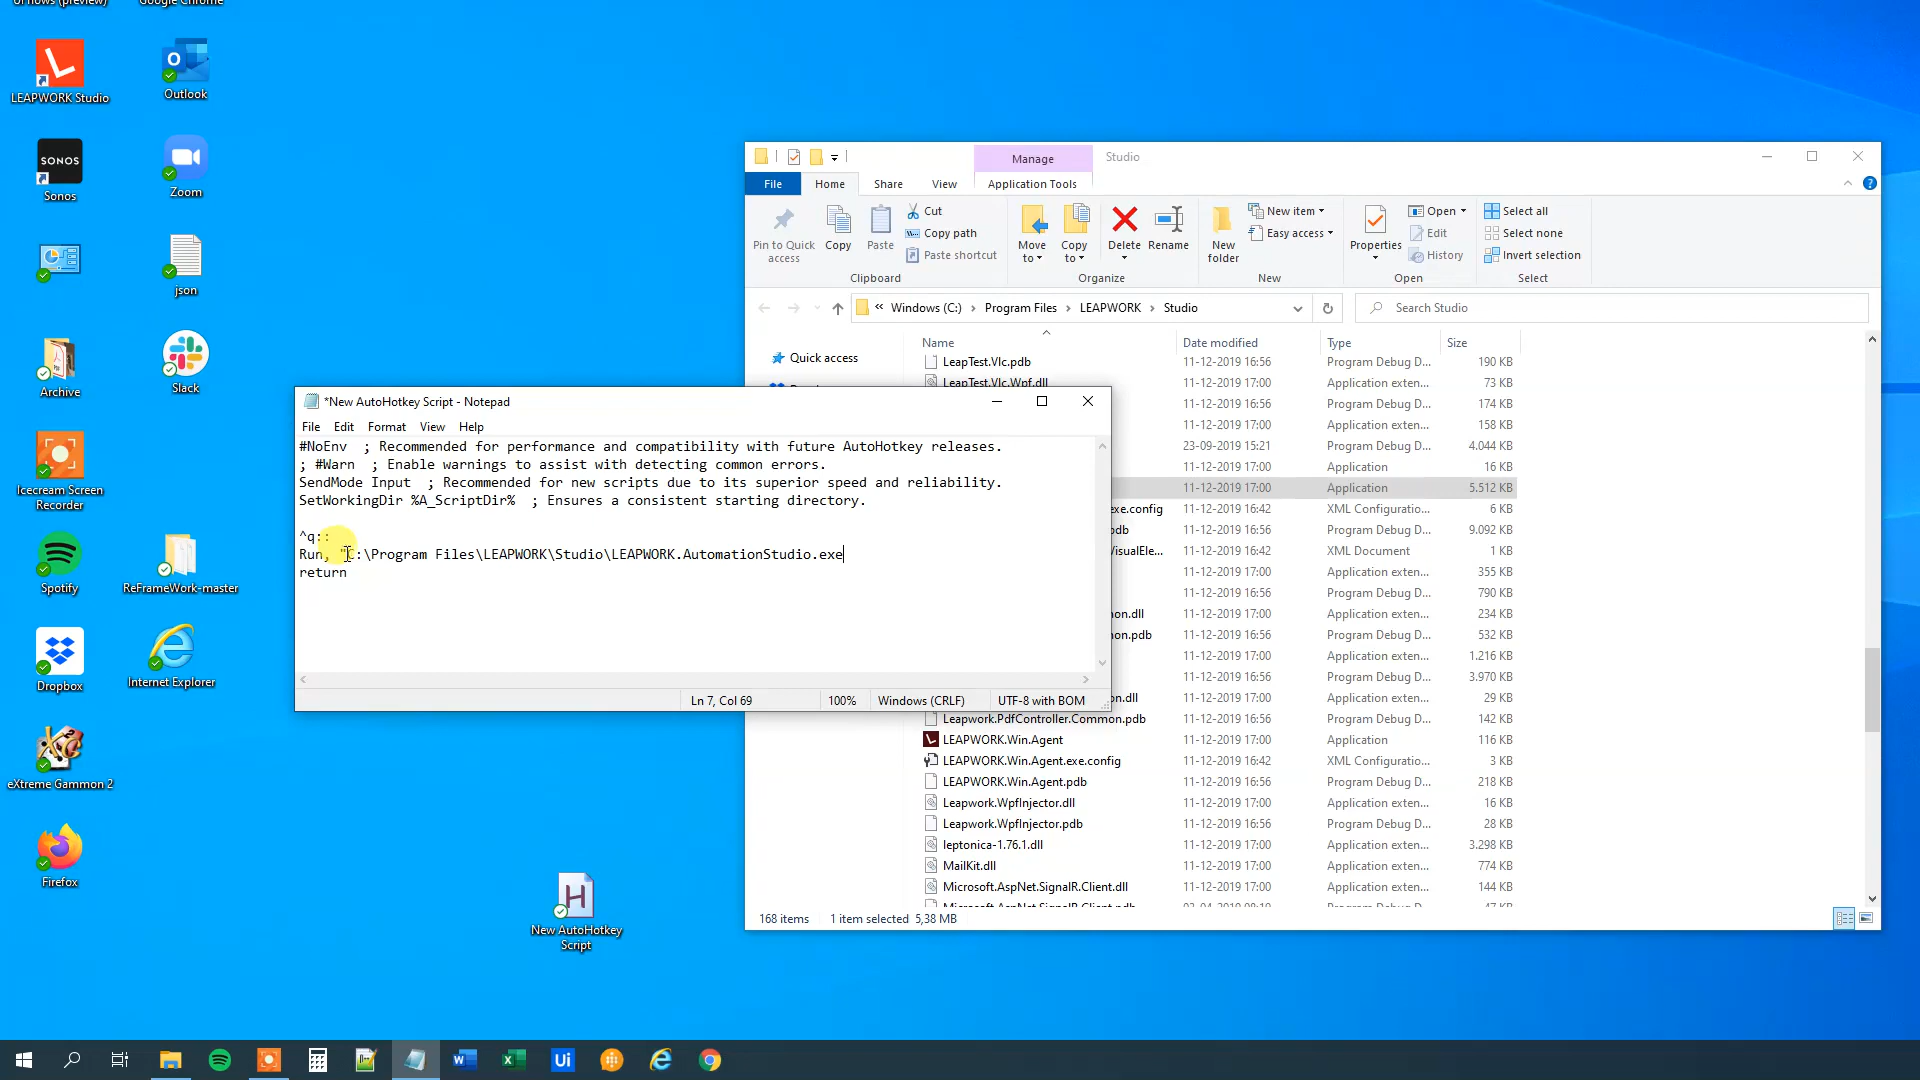 UI flows (preview)
Google Chrome
LEAPWORK Studio
Outlook
SONOS
Sonos
Zoom
json
Archive
Slack
Icecream Screen
Recorder
Spotify
ReFrameWork-master
Dropbox
Internet Explorer
eXtreme Gammon 2
Firefox
New AutoHotkey
Script
*New AutoHotkey Script - Notepad
File Edit Format View Help
#NoEnv  ; Recommended for performance and compatibility with future AutoHotkey releases.
; #Warn  ; Enable warnings to assist with detecting common errors.
SendMode Input  ; Recommended for new scripts due to its superior speed and reliability.
SetWorkingDir %A_ScriptDir%  ; Ensures a consistent starting directory.
^q::
Run, "C:\Program Files\LEAPWORK\Studio\LEAPWORK.AutomationStudio.exe
return
Ln 7, Col 69 100% Windows (CRLF) UTF-8 with BOM
Manage Studio
File Home Share View Application Tools
Pin to Quick
access
Copy
Paste
Cut
Copy path
Paste shortcut
Clipboard
Move
to
Copy
to
Delete
Rename
Organize
New
folder
New item
Easy access
New
Properties
Open
Edit
History
Open
Select all
Select none
Invert selection
Select
« Windows (C:) › Program Files › LEAPWORK › Studio
Search Studio
Quick access
Name Date modified Type Size
LeapTest.Vlc.pdb 11-12-2019 16:56 Program Debug D... 190 KB
LeapTest.Vlc.Wpf.dll 11-12-2019 17:00 Application exten... 73 KB
11-12-2019 16:56 Program Debug D... 174 KB
11-12-2019 17:00 Application exten... 158 KB
23-09-2019 15:21 Program Debug D... 4.044 KB
11-12-2019 17:00 Application 16 KB
11-12-2019 17:00 Application 5.512 KB
exe.config 11-12-2019 16:42 XML Configuratio... 6 KB
db 11-12-2019 16:56 Program Debug D... 9.092 KB
VisualEle... 11-12-2019 16:42 XML Document 1 KB
11-12-2019 17:00 Application exten... 355 KB
11-12-2019 16:56 Program Debug D... 790 KB
non.dll 11-12-2019 17:00 Application exten... 234 KB
non.pdb 11-12-2019 16:56 Program Debug D... 532 KB
11-12-2019 17:00 Application exten... 1.216 KB
11-12-2019 16:56 Program Debug D... 3.970 KB
on.dll 11-12-2019 17:00 Application exten... 29 KB
Leapwork.PdfController.Common.pdb 11-12-2019 16:56 Program Debug D... 142 KB
LEAPWORK.Win.Agent 11-12-2019 17:00 Application 116 KB
LEAPWORK.Win.Agent.exe.config 11-12-2019 16:42 XML Configuratio... 3 KB
LEAPWORK.Win.Agent.pdb 11-12-2019 16:56 Program Debug D... 218 KB
Leapwork.WpfInjector.dll 11-12-2019 17:00 Application exten... 16 KB
Leapwork.WpfInjector.pdb 11-12-2019 16:56 Program Debug D... 28 KB
leptonica-1.76.1.dll 11-12-2019 17:00 Application exten... 3.298 KB
MailKit.dll 11-12-2019 17:00 Application exten... 774 KB
Microsoft.AspNet.SignalR.Client.dll 11-12-2019 17:00 Application exten... 144 KB
Microsoft.AspNet.SignalR.Client.pdb 03-04-2019 08:19 Program Debug D... 47 KB
168 items 1 item selected 5,38 MB